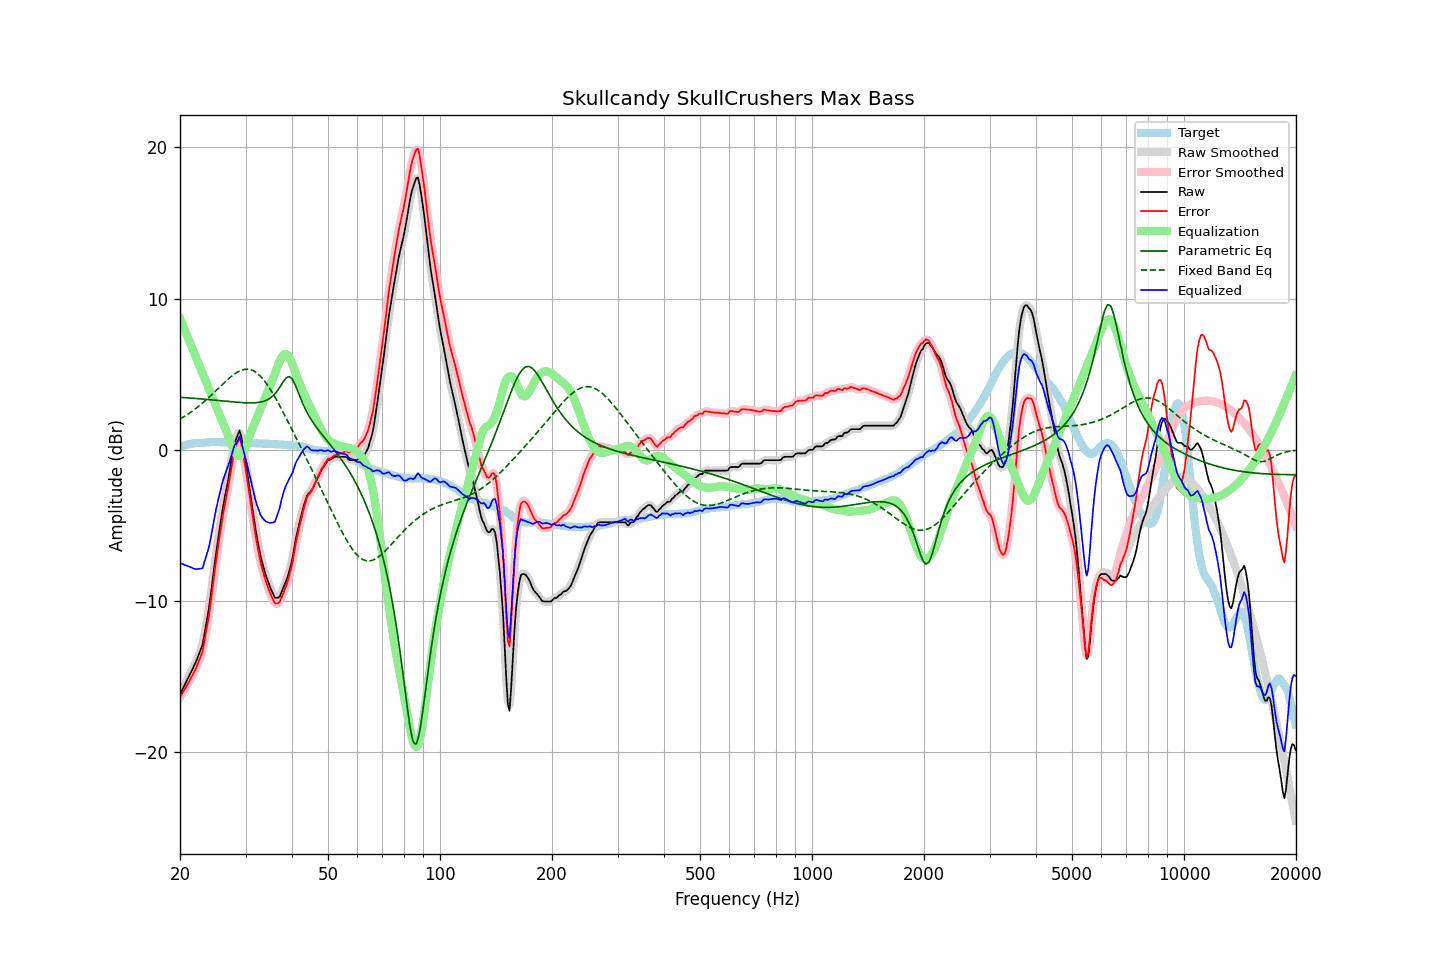 Skullcandy SkullCrushers Max Bass
Target
Raw Smoothed
Error Smoothed
Raw
Error
Equalization
Parametric Eq
Fixed Band Eq
Equalized
Amplitude (dBr)
20
10
0
−10
−20
20
50
100
200
500
1000
2000
5000
10000
20000
Frequency (Hz)